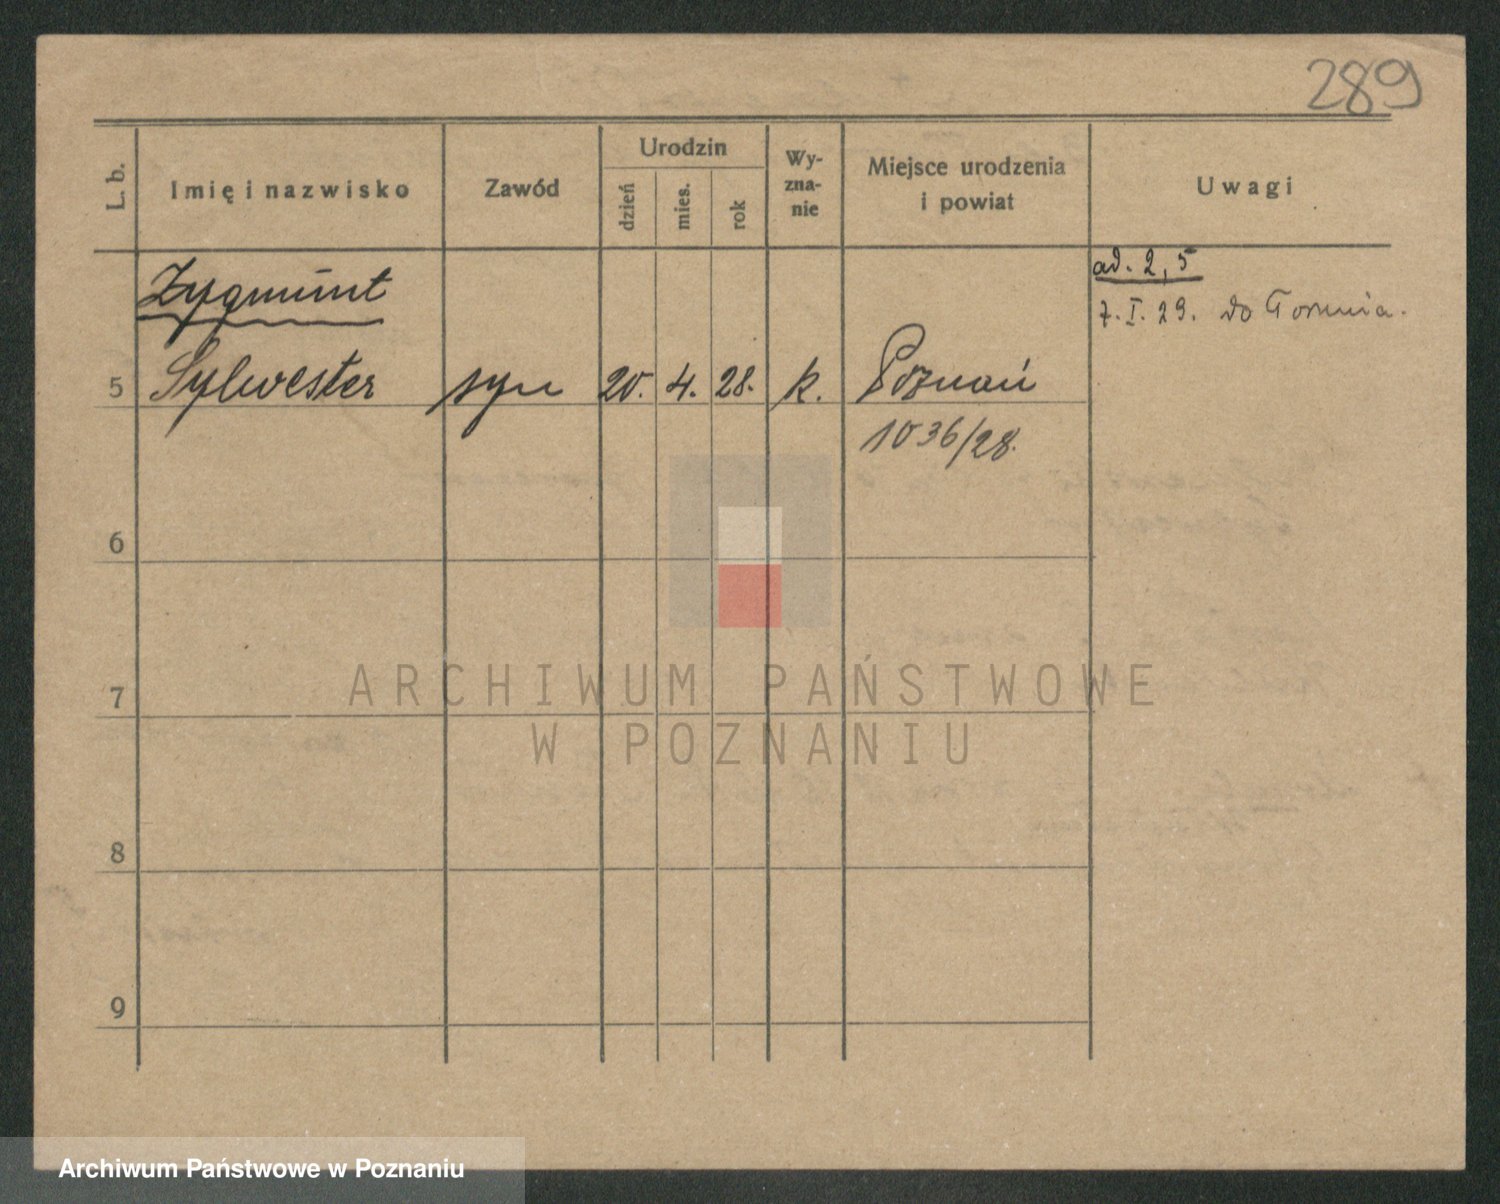 289
L. b.
Imię i nazwisko
Zawód
Urodzin
dzień
mies.
rok
Wy-
zna-
nie
Miejsce urodzenia
i powiat
Uwagi
Zygmunt
ad. 2, 5
7. I. 29. do Torunia.
5 Sylwester syn 20. 4. 28. k. Poznań
1036/28.
6
7
8
9
ARCHIWUM PAŃSTWOWE
W POZNANIU
Archiwum Państwowe w Poznaniu